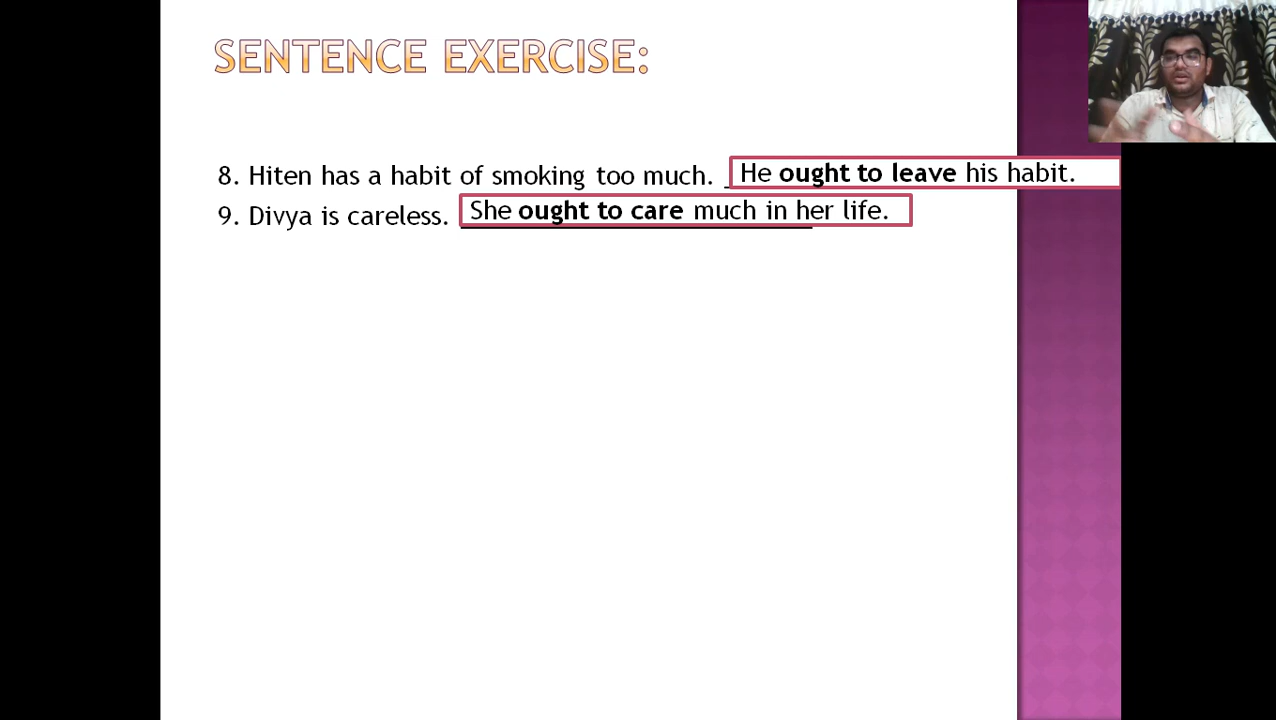 SENTENCE EXERCISE:
8. Hiten has a habit of smoking too much. He ought to leave his habit.
9. Divya is careless. She ought to care much in her life.